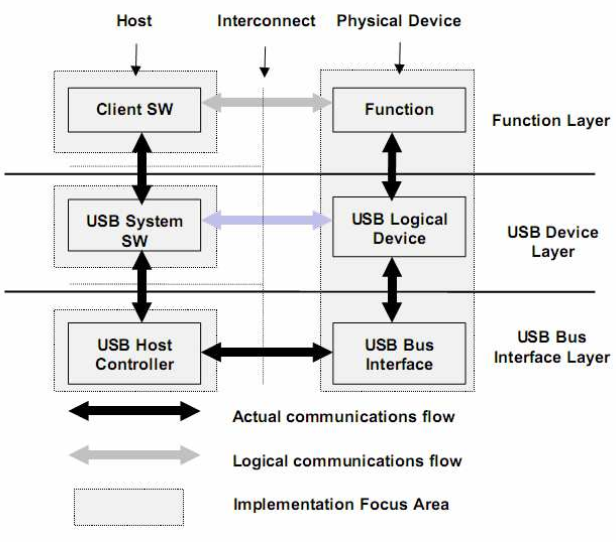 Host
Interconnect
Physical Device
Client SW
Function
Function Layer
USB System
SW
USB Logical
Device
USB Device
Layer
USB Host
Controller
USB Bus
Interface
USB Bus
Interface Layer
Actual communications flow
Logical communications flow
Implementation Focus Area